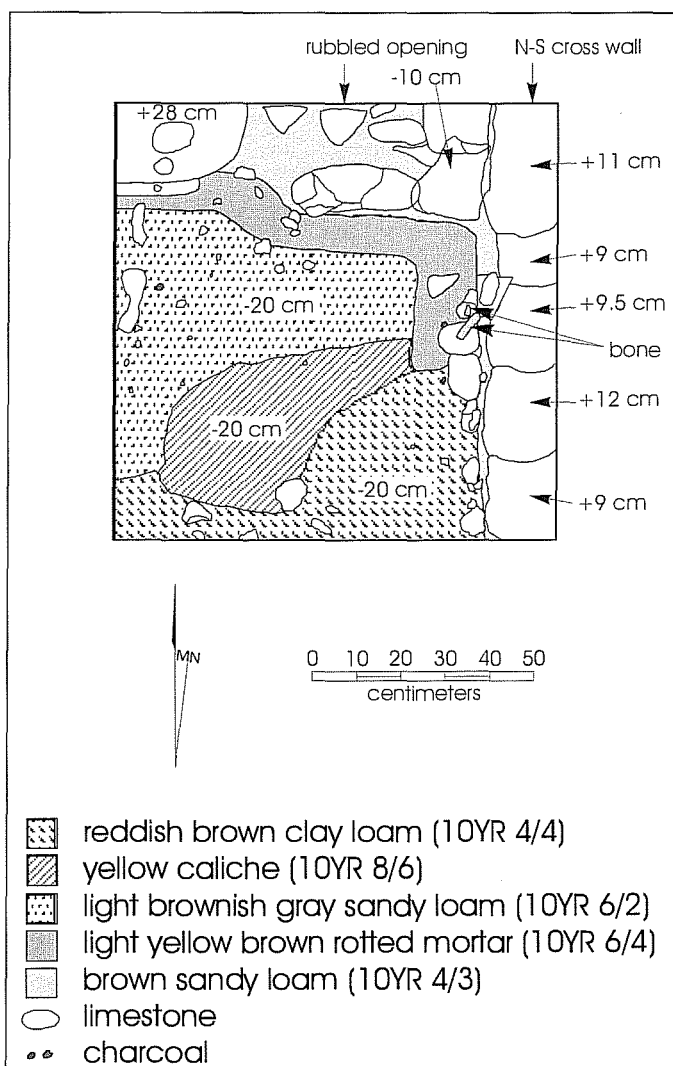 rubbled opening N-S cross wall
-10 cm
+28 cm
+11 cm
+9 cm
-20 cm
+9.5 cm
bone
+12 cm
-20 cm
-20 cm
+9 cm
MN
0 10 20 30 40 50
centimeters
reddish brown clay loam (10YR 4/4)
yellow caliche (10YR 8/6)
light brownish gray sandy loam (10YR 6/2)
light yellow brown rotted mortar (10YR 6/4)
brown sandy loam (10YR 4/3)
limestone
charcoal